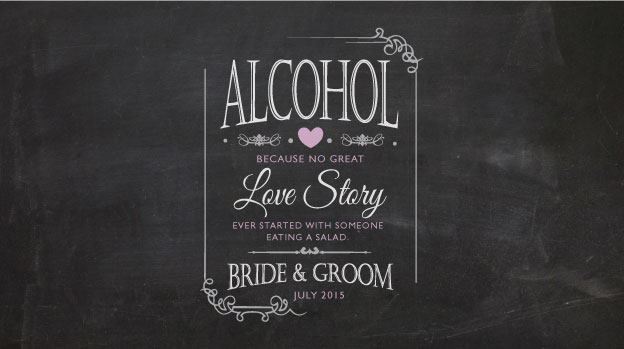 ALCOHOL
BECAUSE NO GREAT
Love Story
EVER STARTED WITH SOMEONE
EATING A SALAD.
BRIDE & GROOM
JULY 2015